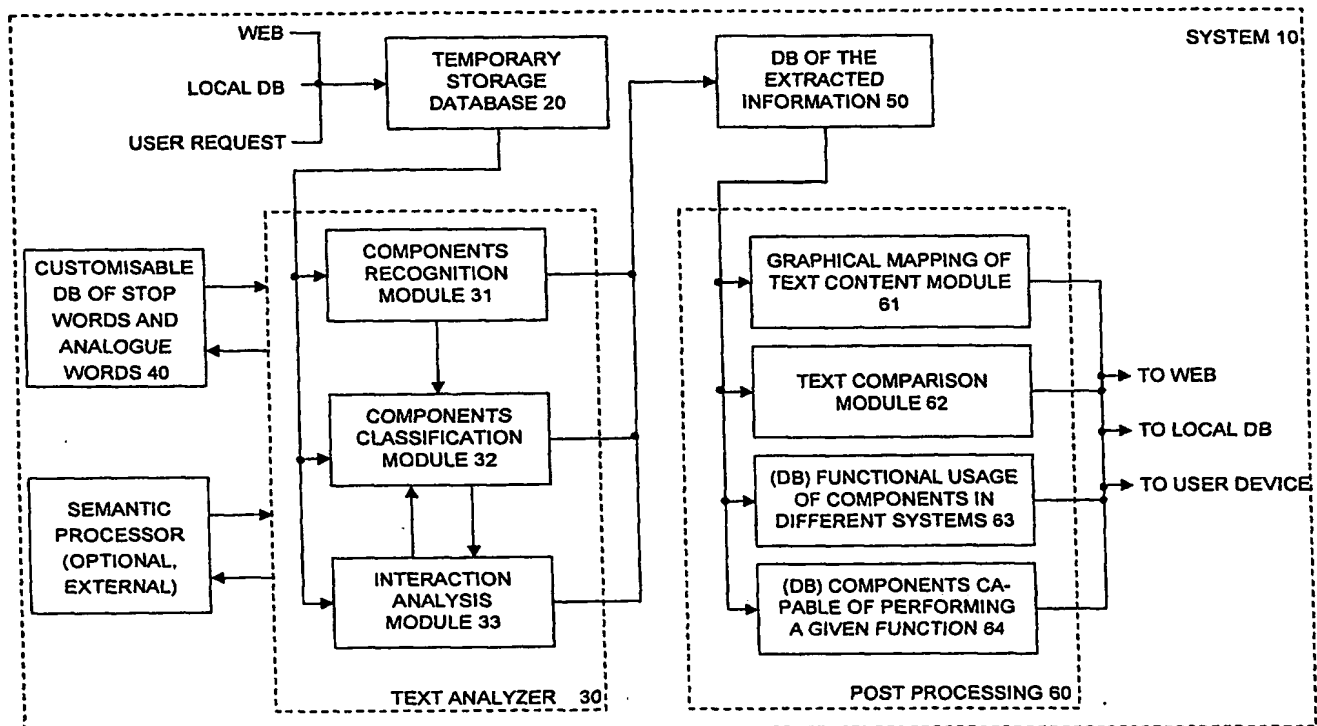 SYSTEM 10
WEB
LOCAL DB
USER REQUEST
TEMPORARY
STORAGE
DATABASE 20
DB OF THE
EXTRACTED
INFORMATION 50
CUSTOMISABLE
DB OF STOP
WORDS AND
ANALOGUE
WORDS 40
SEMANTIC
PROCESSOR
(OPTIONAL,
EXTERNAL)
COMPONENTS
RECOGNITION
MODULE 31
COMPONENTS
CLASSIFICATION
MODULE 32
INTERACTION
ANALYSIS
MODULE 33
TEXT ANALYZER 30
GRAPHICAL MAPPING OF
TEXT CONTENT MODULE
61
TEXT COMPARISON
MODULE 62
(DB) FUNCTIONAL USAGE
OF COMPONENTS IN
DIFFERENT SYSTEMS 63
(DB) COMPONENTS CA-
PABLE OF PERFORMING
A GIVEN FUNCTION 64
POST PROCESSING 60
TO WEB
TO LOCAL DB
TO USER DEVICE